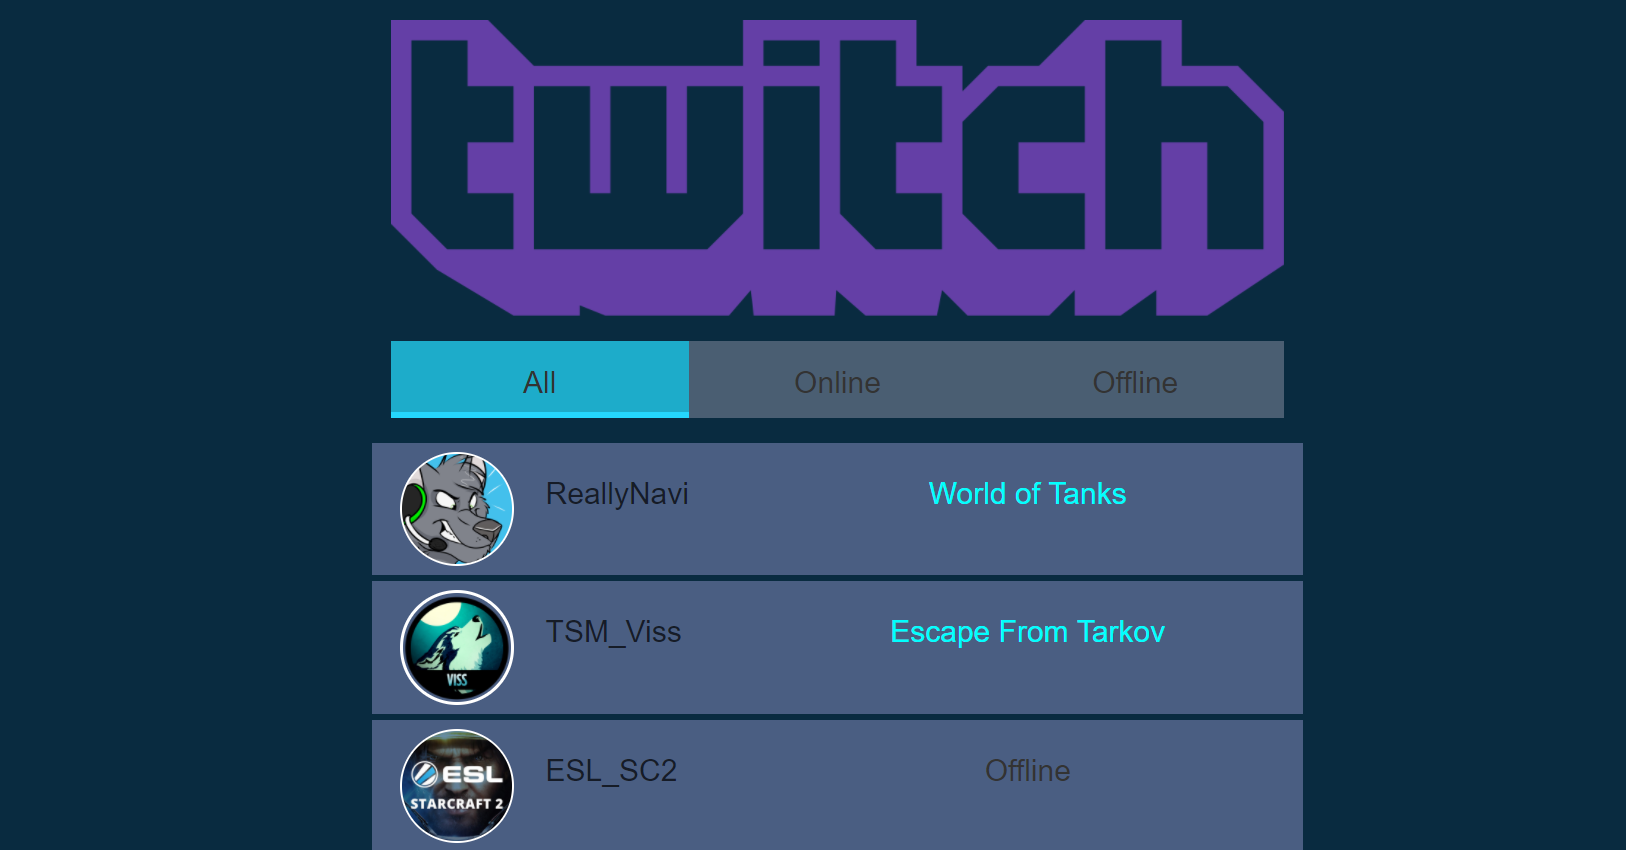 twitch
All Online Offline
ReallyNavi World of Tanks
TSM_Viss Escape From Tarkov
VISS
ESL_SC2 Offline
ESL
STARCRAFT 2